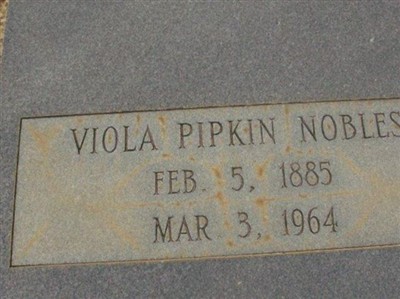 VIOLA PIPKIN NOBLES
FEB. 5, 1885
MAR 3, 1964